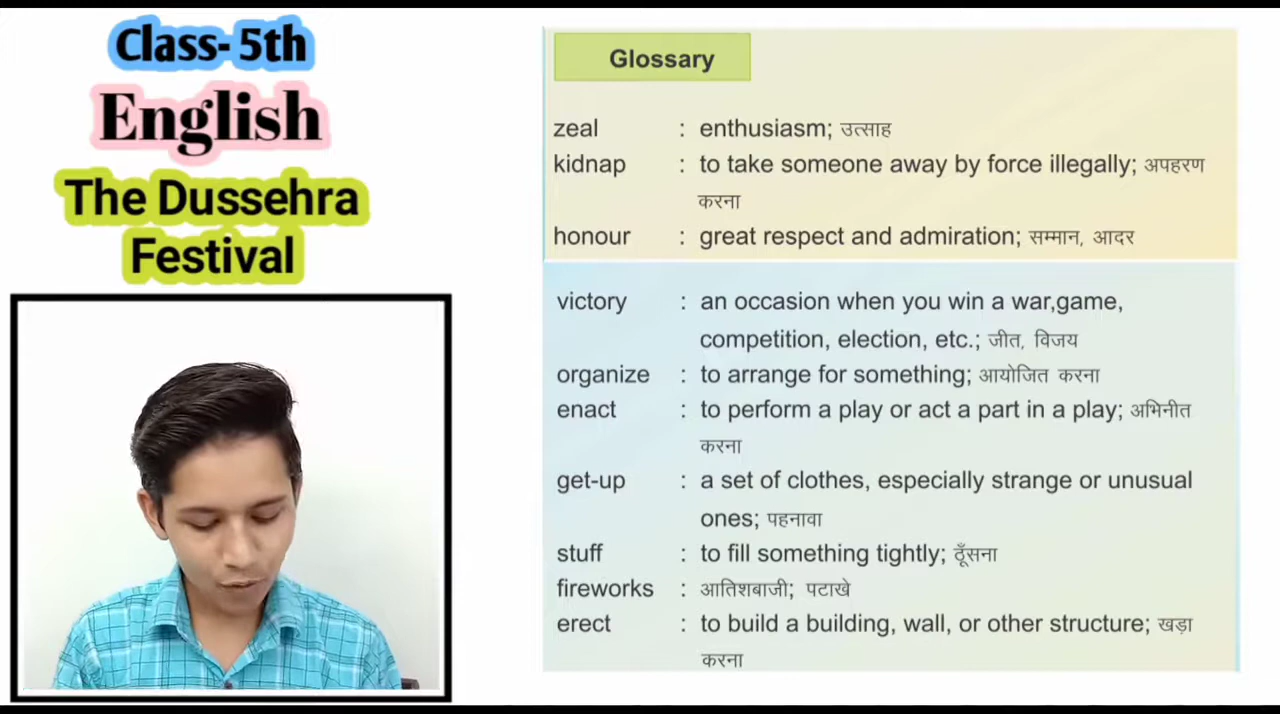 Class- 5th
English
The Dussehra
Festival
Glossary
zeal : enthusiasm; उत्साह
kidnap : to take someone away by force illegally; अपहरण
करना
honour : great respect and admiration; सम्मान, आदर
victory : an occasion when you win a war,game,
competition, election, etc.; जीत, विजय
organize : to arrange for something; आयोजित करना
enact : to perform a play or act a part in a play; अभिनीत
करना
get-up : a set of clothes, especially strange or unusual
ones; पहनावा
stuff : to fill something tightly; ठूँसना
fireworks : आतिशबाजी; पटाखे
erect : to build a building, wall, or other structure; खड़ा
करना